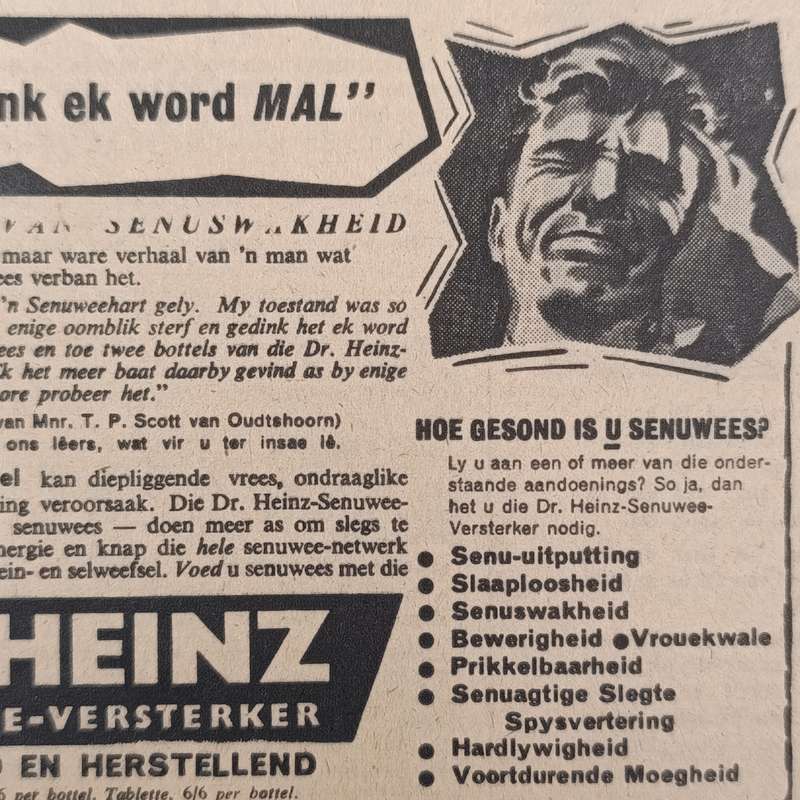 ek word MAL”
SENUSWAKHEID
maar ware verhaal van ’n man wat
verban het.
’n Senuweehart gely. My toestand was so
enige oomblik sterf en gedink het ek word
en toe twee bottels van die Dr. Heinz-
het meer baat daarby gevind as by enige
probeer het.”
van Mnr. T. P. Scott van Oudtshoorn)
ons lêers, wat vir u ter insae lê.
kan diepliggende vrees, ondraaglike
veroorsaak. Die Dr. Heinz-Senuwee-
senuwees — doen meer as om slegs te
en knap die hele senuwee-netwerk
en selweefsel. Voed u senuwees met die
HEINZ
E-VERSTERKER
EN HERSTELLEND
per bottel. Tablette, 6/6 per bottel.
HOE GESOND IS U SENUWEES?
Ly u aan een of meer van die onder-
staande aandoenings? So ja, dan
het u die Dr. Heinz-Senuwee-
Versterker nodig.
● Senu-uitputting
● Slaaploosheid
● Senuswakheid
● Bewerigheid ● Vrouekwale
● Prikkelbaarheid
● Senuagtige Slegte
Spysvertering
● Hardlywigheid
● Voortdurende Moegheid